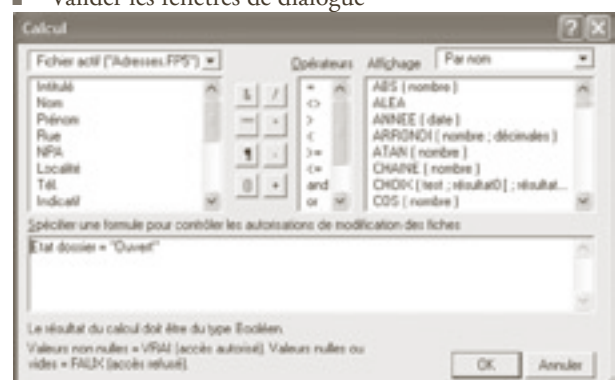 Valider les fenêtres de dialogue
Calcul
Fichier actif ("Adresses.FP5")
Opérateurs
Affichage
Par nom
Intitulé
Nom
Prénom
Rue
NPA
Localité
Tél.
Indicatif
& /
¶ -
() +
=
<>
>
<
>=
<=
and
or
ABS ( nombre )
ALEA
ANNEE ( date )
ARRONDI ( nombre ; décimales )
ATAN ( nombre )
CHAINE ( nombre )
CHOIX ( test ; résultat0 [ ; résultat...
COS ( nombre )
Spécifier une formule pour contrôler les autorisations de modification des fiches
Etat dossier = "Ouvert"
Le résultat du calcul doit être du type Booléen.
Valeurs non nulles = VRAI (accès autorisé). Valeurs nulles ou
vides = FAUX (accès refusé).
OK
Annuler